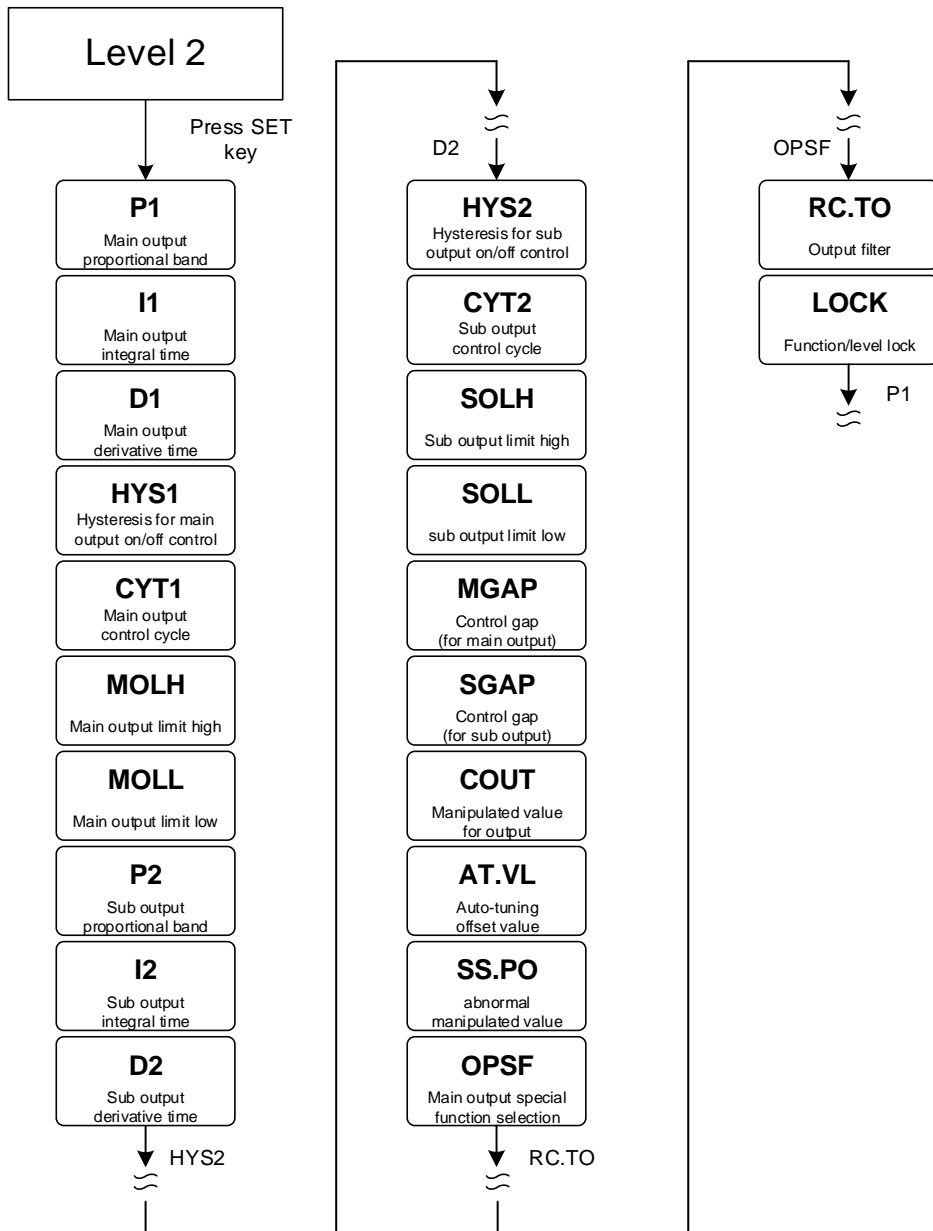 Level 2
Press SET
key
P1
Main output
proportional band
I1
Main output
integral time
D1
Main output
derivative time
HYS1
Hysteresis for main
output on/off control
CYT1
Main output
control cycle
MOLH
Main output limit high
MOLL
Main output limit low
P2
Sub output
proportional band
I2
Sub output
integral time
D2
Sub output
derivative time
HYS2
D2
HYS2
Hysteresis for sub
output on/off control
CYT2
Sub output
control cycle
SOLH
Sub output limit high
SOLL
sub output limit low
MGAP
Control gap
(for main output)
SGAP
Control gap
(for sub output)
COUT
Manipulated value
for output
AT.VL
Auto-tuning
offset value
SS.PO
abnormal
manipulated value
OPSF
Main output special
function selection
RC.TO
OPSF
RC.TO
Output filter
LOCK
Function/level lock
P1